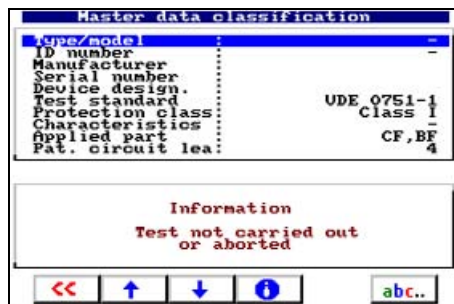 Master data classification
Type/model : -
ID number : -
Manufacturer :
Serial number :
Device design. :
Test standard : VDE 0751-1
Protection class: Class I
Characteristics : -
Applied part : CF,BF
Pat. circuit lea: 4
Information
Test not carried out
or aborted
<< abc..